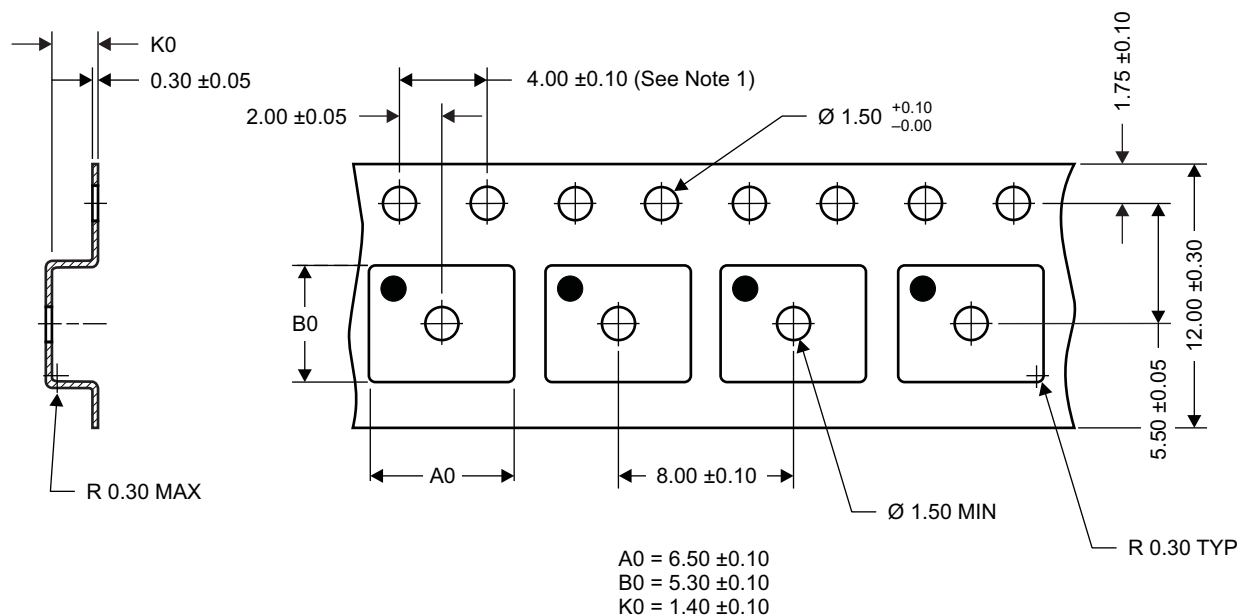 K0
0.30 ±0.05
4.00 ±0.10 (See Note 1)
2.00 ±0.05
Ø 1.50 +0.10 –0.00
1.75 ±0.10
B0
12.00 ±0.30
5.50 ±0.05
R 0.30 MAX
A0
8.00 ±0.10
Ø 1.50 MIN
R 0.30 TYP
A0 = 6.50 ±0.10
B0 = 5.30 ±0.10
K0 = 1.40 ±0.10